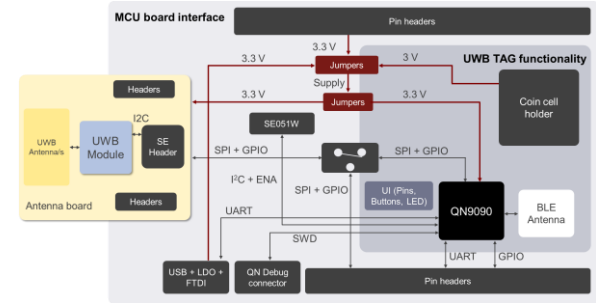 MCU board interface
Pin headers
3.3 V
UWB TAG functionality
3.3 V
Jumpers
3 V
Supply
Coin cell
holder
Headers
3.3 V
Jumpers
3.3 V
I2C
SE051W
UWB
Antenna/s
UWB
Module
SE
Header
SPI + GPIO
SPI + GPIO
I²C + ENA
SPI + GPIO
UI (Pins,
Buttons, LED)
Headers
Antenna board
QN9090
BLE
Antenna
UART
SWD
UART
GPIO
USB + LDO +
FTDI
QN Debug
connector
Pin headers